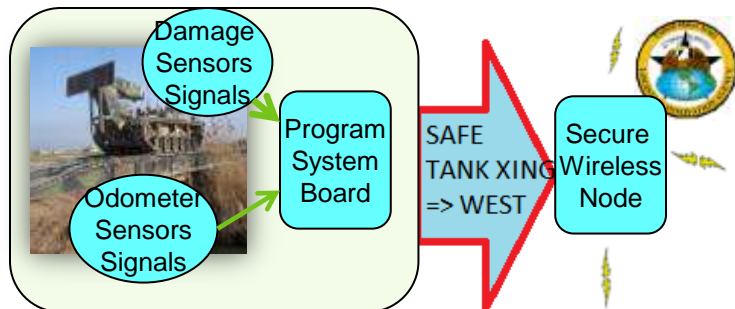 Damage
Sensors
Signals
Program
System
Board
Odometer
Sensors
Signals
SAFE
TANK XING
=> WEST
Secure
Wireless
Node